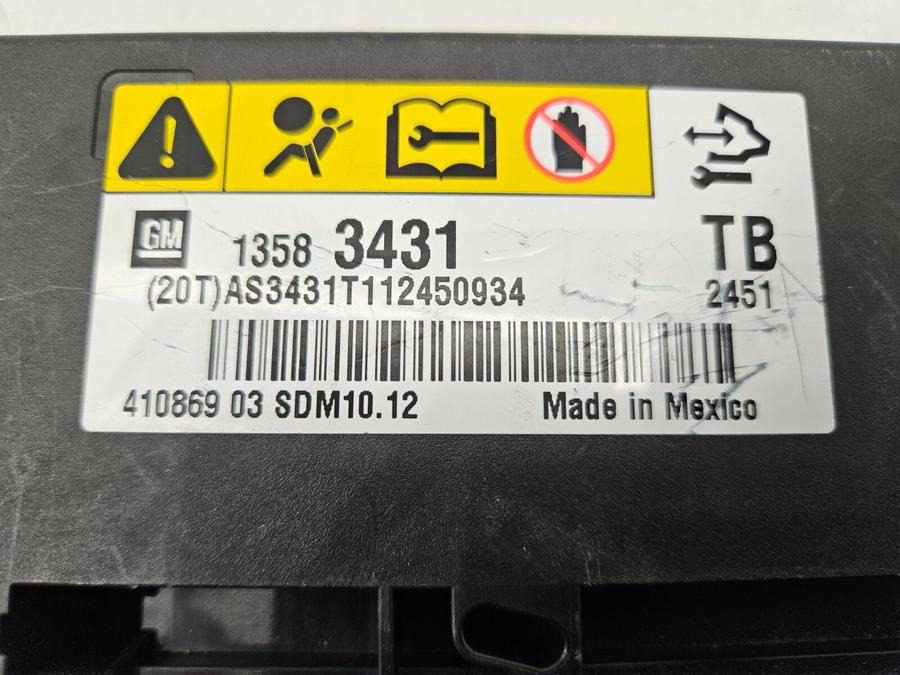 GM 1358 3431 TB
(20T)AS3431T112450934 2451
410869 03 SDM10.12 Made in Mexico